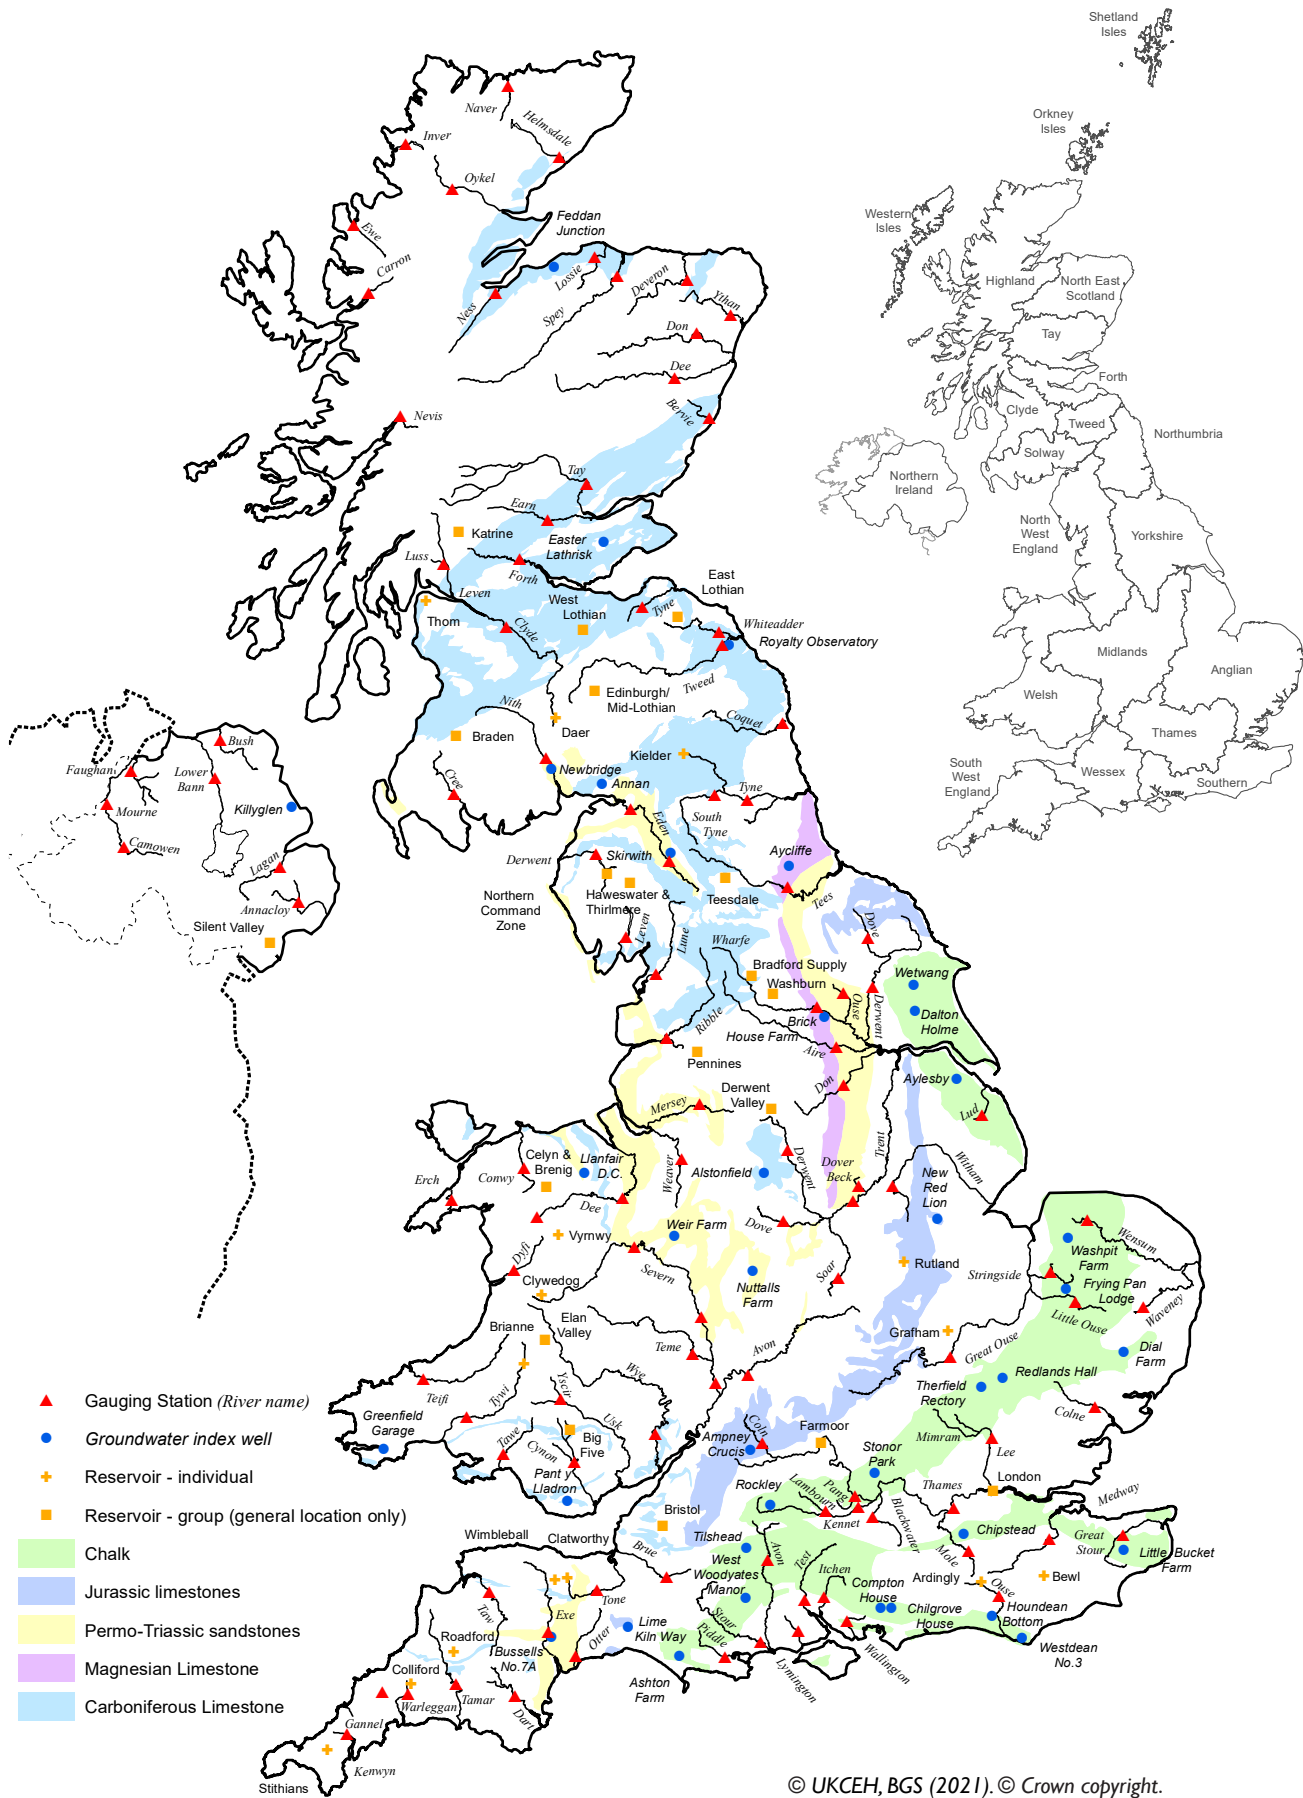 Shetland
Isles
Orkney
Isles
Western
Isles
Highland
North East
Scotland
Tay
Forth
Clyde
Tweed
Northumbria
Solway
Northern
Ireland
North
West
England
Yorkshire
Midlands
Anglian
Welsh
Thames
South
West
England
Wessex
Southern
Naver
Helmsdale
Inver
Oykel
Feddan
Junction
Ewe
Carron
Lossie
Deveron
Ness
Spey
Ythan
Don
Dee
Bervie
Nevis
Tay
Earn
Katrine
Easter
Lathrisk
Luss
Forth
Leven
East
Lothian
West
Lothian
Tyne
Thom
Clyde
Whiteadder
Royalty Observatory
Tweed
Edinburgh/
Mid-Lothian
Nith
Coquet
Daer
Braden
Kielder
Newbridge
Annan
Cree
Tyne
South
Tyne
Bush
Faughan
Lower
Bann
Killyglen
Mourne
Camowen
Lagan
Annacloy
Silent Valley
Eden
Derwent
Skirwith
Aycliffe
Haweswater &
Thirlmere
Northern
Command
Zone
Teesdale
Tees
Dove
Leven
Lune
Wharfe
Bradford Supply
Washburn
Wetwang
Ouse
Derwent
Dalton
Holme
Ribble
Brick
House Farm
Aire
Pennines
Don
Aylesby
Derwent
Valley
Mersey
Lud
Trent
Celyn &
Brenig
Llanfair
D.C.
Weaver
Alstonfield
Derwent
Dover
Beck
New
Red
Lion
Witham
Erch
Conwy
Dee
Weir Farm
Dove
Wensum
Washpit
Farm
Vyrnwy
Dyfi
Severn
Nuttalls
Farm
Soar
Rutland
Stringside
Frying Pan
Lodge
Clywedog
Little Ouse
Waveney
Brianne
Elan
Valley
Teme
Avon
Grafham
Great Ouse
Dial
Farm
Wye
Redlands Hall
Therfield
Rectory
Teifi
Tywi
Yscir
Greenfield
Garage
Usk
Coln
Farmoor
Colne
Tawe
Cynon
Big
Five
Ampney
Crucis
Mimram
Lee
Stonor
Park
Pant y
Lladron
Rockley
Lambourn
Pang
Thames
London
Kennet
Blackwater
Medway
Bristol
Wimbleball
Clatworthy
Tilshead
Chipstead
Great
Stour
Little Bucket
Farm
Brue
West
Woodyates
Manor
Avon
Test
Itchen
Mole
Ardingly
Bewl
Compton
House
Ouse
Tone
Chilgrove
House
Houndean
Bottom
Taw
Exe
Stour
Lime
Kiln Way
Roadford
Otter
Piddle
Bussells
No.7A
Westdean
No.3
Wallington
Colliford
Ashton
Farm
Lymington
Warleggan
Tamar
Dart
Gannel
Kenwyn
Stithians
Gauging Station (River name)
Groundwater index well
Reservoir - individual
Reservoir - group (general location only)
Chalk
Jurassic limestones
Permo-Triassic sandstones
Magnesian Limestone
Carboniferous Limestone
© UKCEH, BGS (2021). © Crown copyright.